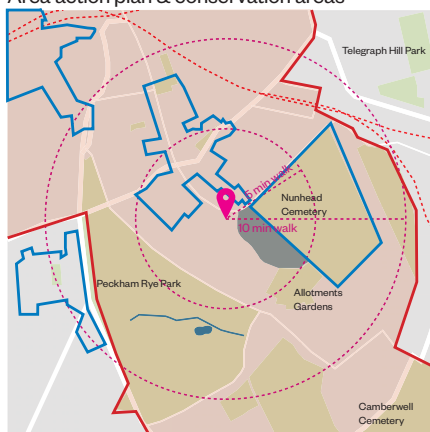 Area action plan & conservation areas
Telegraph Hill Park
5 min walk
Nunhead
Cemetery
10 min walk
Peckham Rye Park
Allotments
Gardens
Camberwell
Cemetery